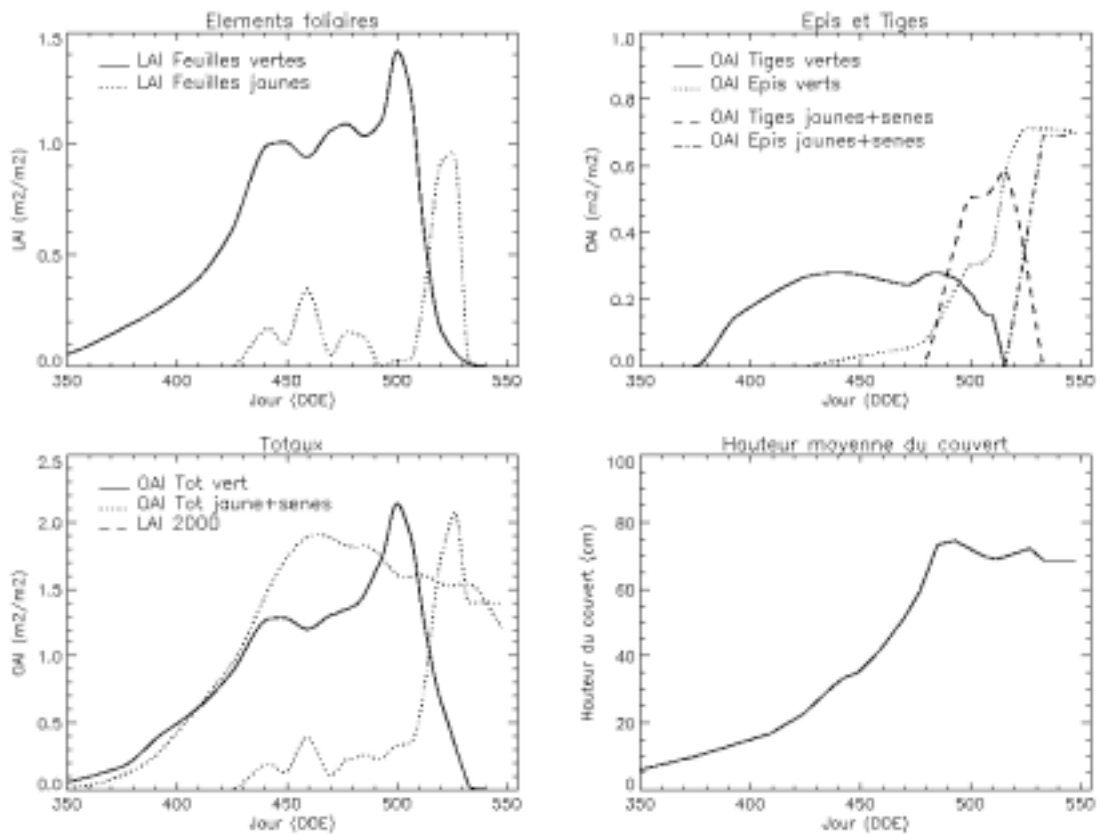 Elements foliaires
LAI Feuilles vertes
LAI Feuilles jaunes
LAI (m2/m2)
1.5
1.0
0.5
0.0
350 400 450 500 550
Jour (DOE)
Epis et Tiges
OAI Tiges vertes
OAI Epis verts
OAI Tiges jaunes+senes
OAI Epis jaunes+senes
OAI (m2/m2)
1.0
0.8
0.6
0.4
0.2
0.0
350 400 450 500 550
Jour (DOE)
Totaux
OAI Tot vert
OAI Tot jaune+senes
LAI 2000
OAI (m2/m2)
2.5
2.0
1.5
1.0
0.5
0.0
350 400 450 500 550
Jour (DOE)
Hauteur moyenne du couvert
Hauteur du couvert (cm)
100
80
60
40
20
0
350 400 450 500 550
Jour (DOE)